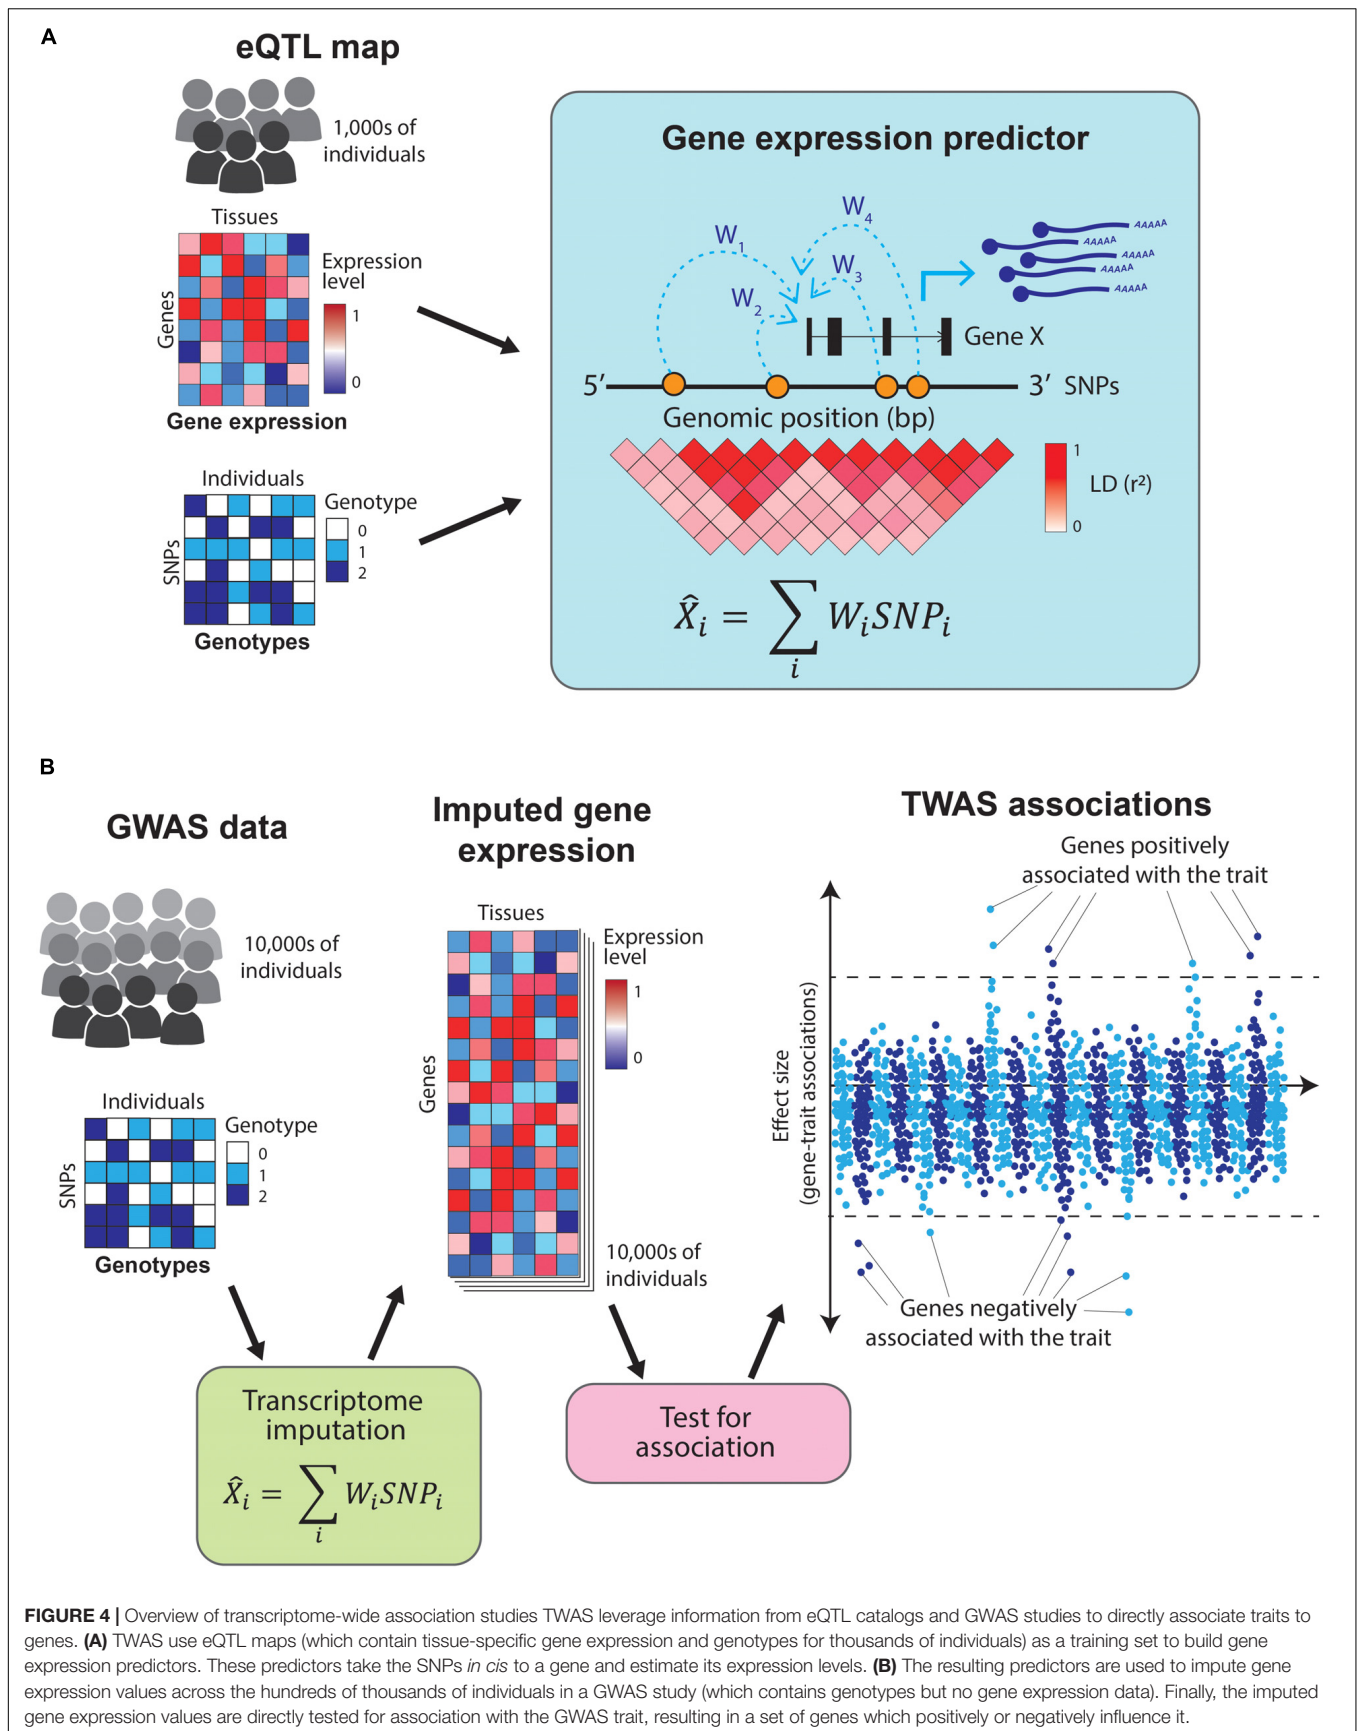 A
eQTL map
1,000s of
individuals
Tissues
Genes
Expression
level
1
0
Gene expression
Individuals
SNPs
Genotype
0
1
2
Genotypes
Gene expression predictor
W1
W2
W3
W4
AAAAA
AAAAA
AAAAA
AAAAA
AAAAA
Gene X
5′
3′ SNPs
Genomic position (bp)
1
LD (r²)
0
X̂i = ∑i WiSNPi
B
GWAS data
10,000s of
individuals
Individuals
SNPs
Genotype
0
1
2
Genotypes
Transcriptome
imputation
X̂i = ∑i WiSNPi
Imputed gene
expression
Tissues
Genes
Expression
level
1
0
10,000s of
individuals
Test for
association
TWAS associations
Genes positively
associated with the trait
Effect size
(gene-trait associations)
Genes negatively
associated with the trait
FIGURE 4 | Overview of transcriptome-wide association studies TWAS leverage information from eQTL catalogs and GWAS studies to directly associate traits to
genes. (A) TWAS use eQTL maps (which contain tissue-specific gene expression and genotypes for thousands of individuals) as a training set to build gene
expression predictors. These predictors take the SNPs in cis to a gene and estimate its expression levels. (B) The resulting predictors are used to impute gene
expression values across the hundreds of thousands of individuals in a GWAS study (which contains genotypes but no gene expression data). Finally, the imputed
gene expression values are directly tested for association with the GWAS trait, resulting in a set of genes which positively or negatively influence it.